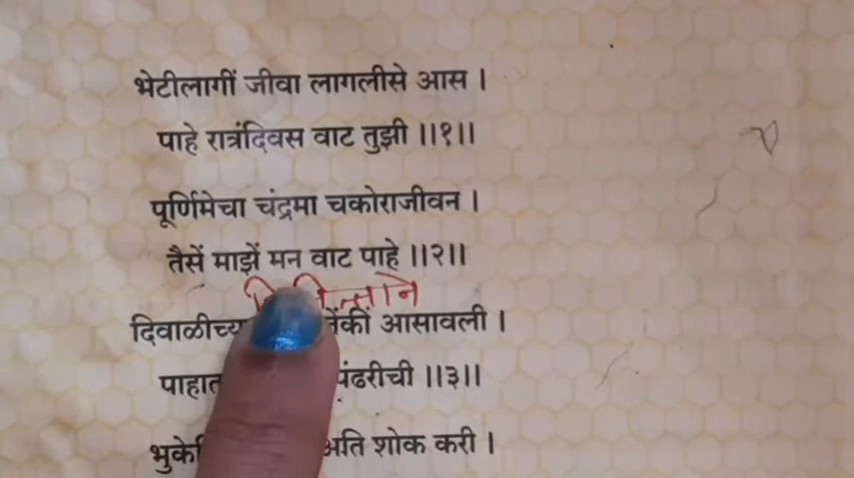 भेटीलागीं जीवा लागलीसे आस ।
पाहे रात्रंदिवस वाट तुझी ।।१।।
पूर्णिमेचा चंद्रमा चकोराजीवन ।
तैसें माझें मन वाट पाहे ।।२।।
आसावली ।
पंढरीची ।।३।।
अति शोक करी ।